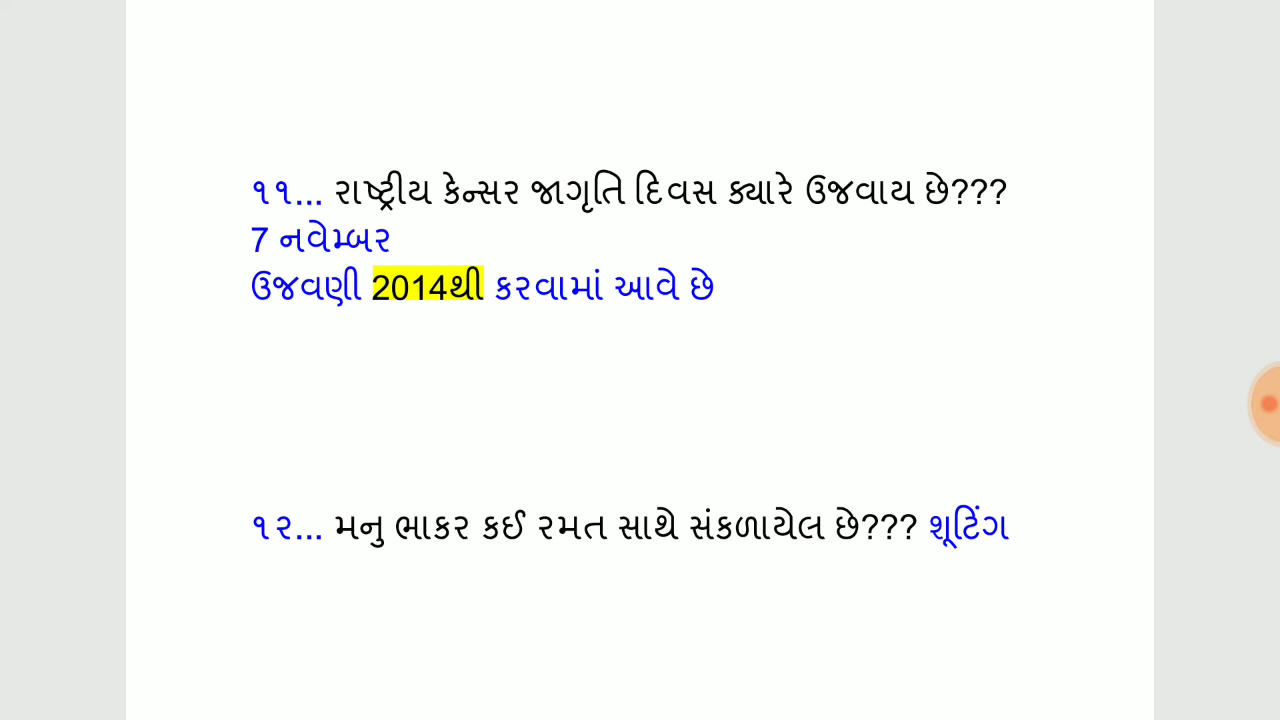 ૧૧... રાષ્ટ્રીય કેન્સર જાગૃતિ દિવસ ક્યારે ઉજવાય છે???
7 નવેમ્બર
ઉજવણી 2014થી કરવામાં આવે છે
૧૨... મનુ ભાકર કઈ રમત સાથે સંકળાયેલ છે??? શૂટિંગ